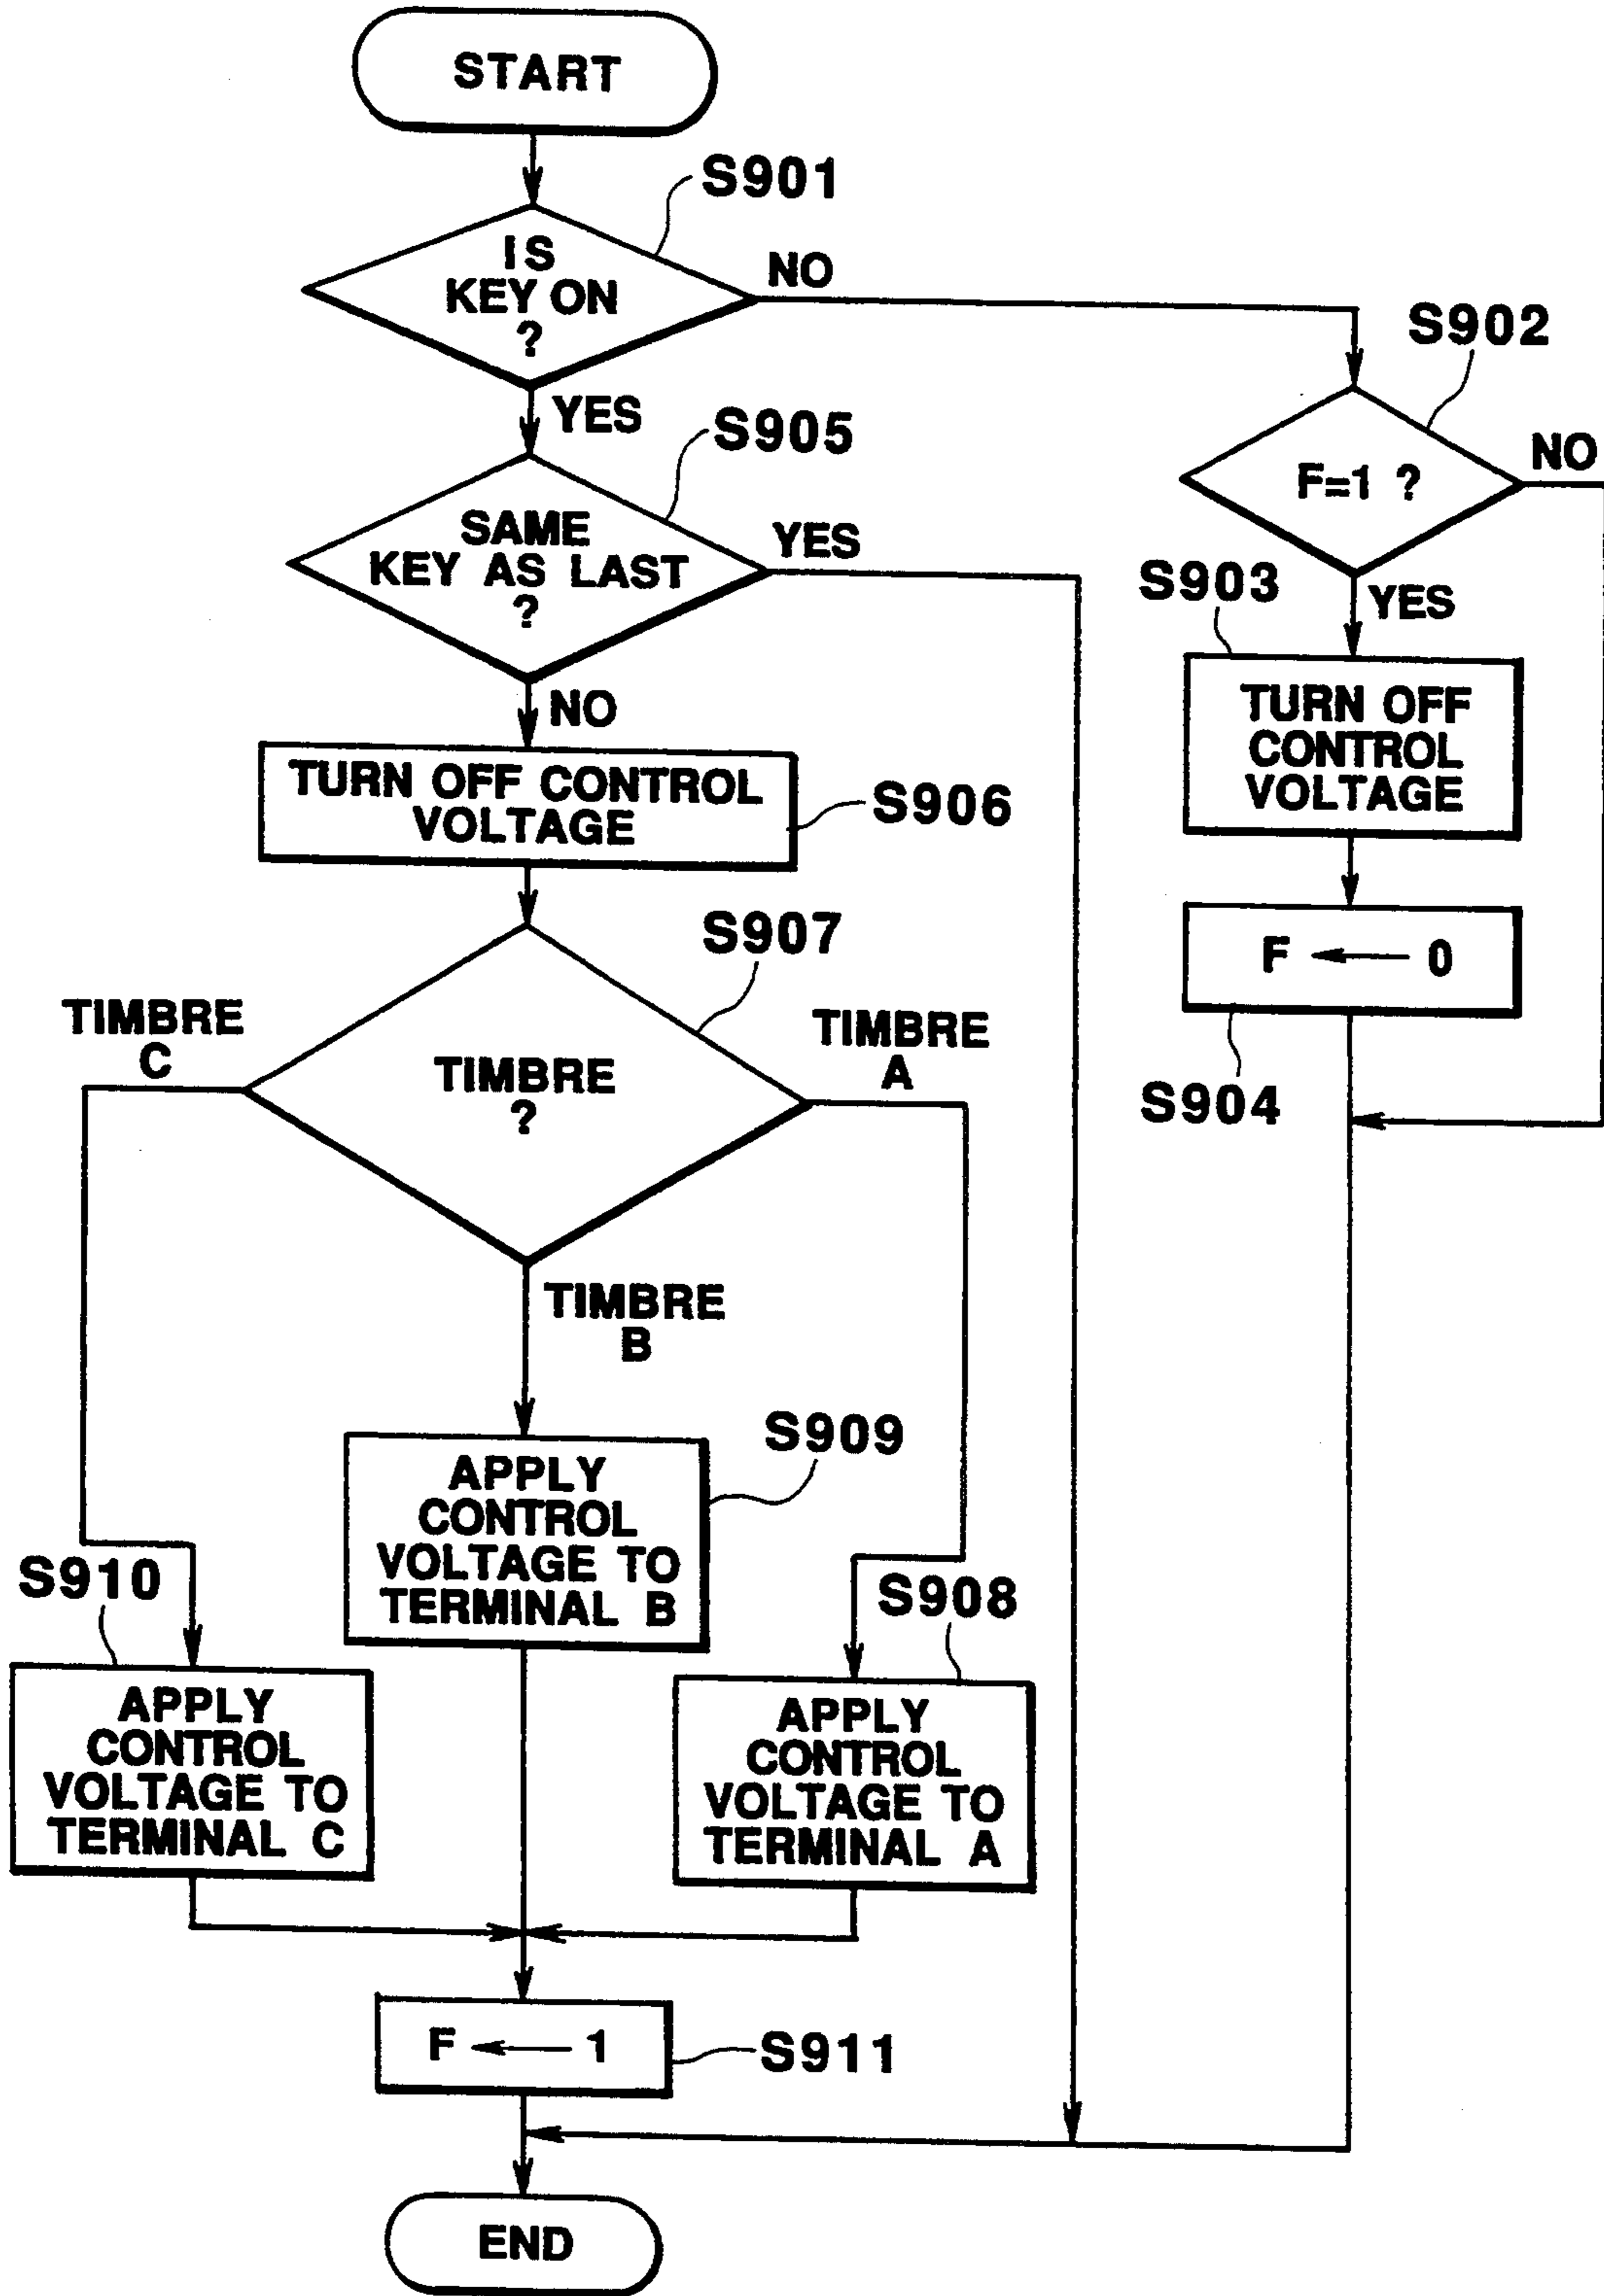 START
S901
IS
KEY ON
?
NO
YES
S902
F=1 ?
NO
YES
S905
SAME
KEY AS LAST
?
YES
NO
S903
TURN OFF
CONTROL
VOLTAGE
TURN OFF CONTROL
VOLTAGE
S906
F ← 0
S904
S907
TIMBRE
?
TIMBRE
C
TIMBRE
A
TIMBRE
B
S909
APPLY
CONTROL
VOLTAGE TO
TERMINAL B
S910
APPLY
CONTROL
VOLTAGE TO
TERMINAL C
S908
APPLY
CONTROL
VOLTAGE TO
TERMINAL A
F ← 1
S911
END